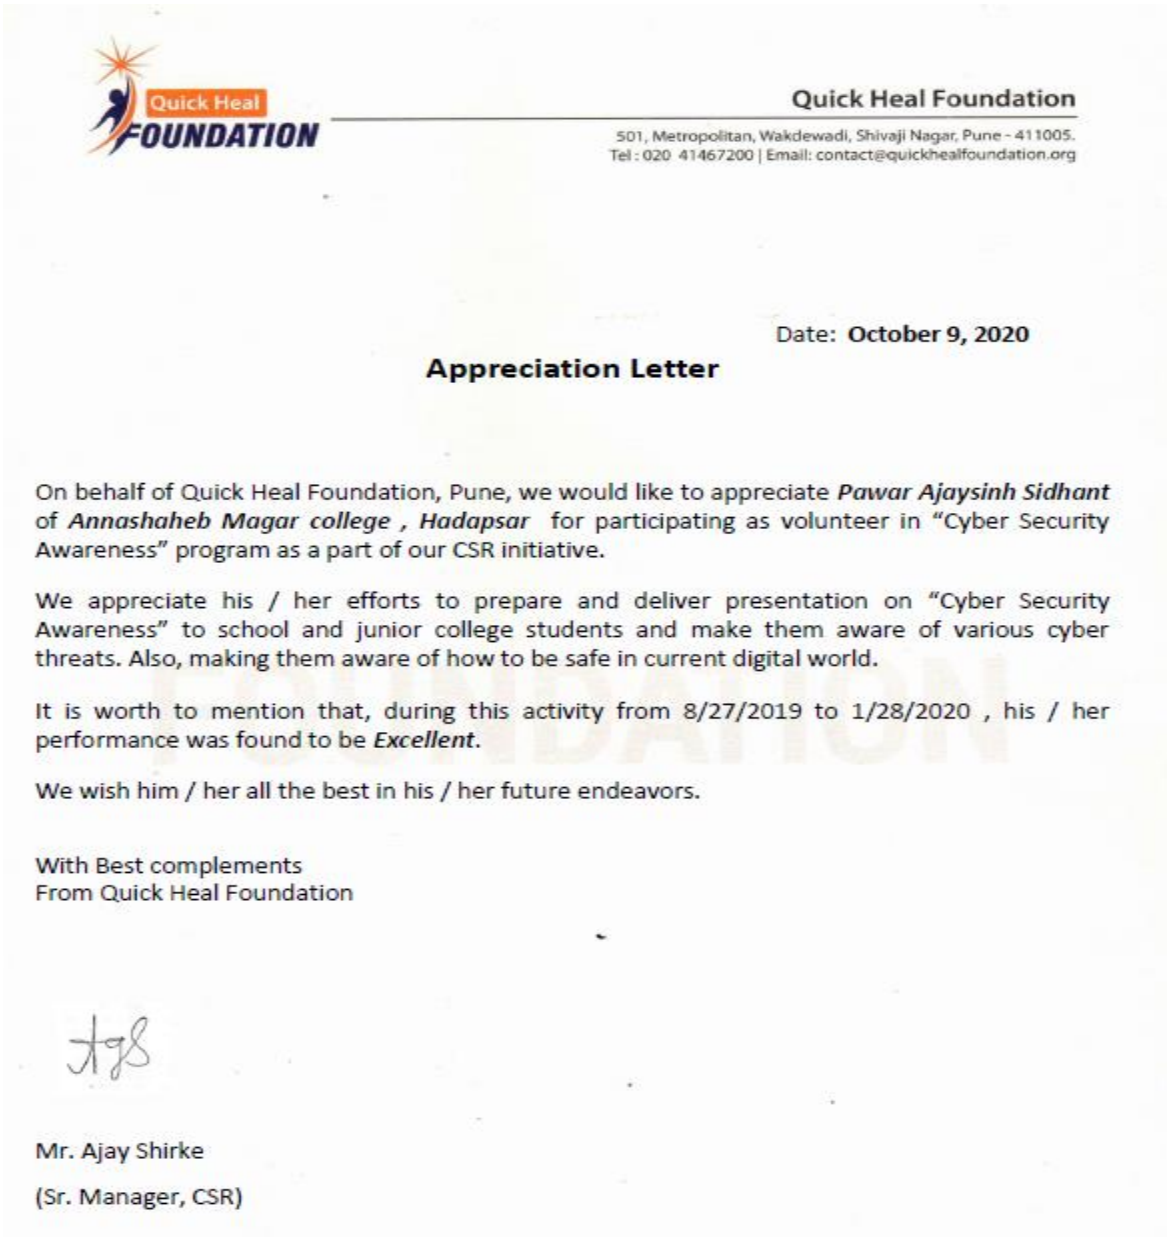 Quick Heal
FOUNDATION
Quick Heal Foundation
501, Metropolitan, Wakdewadi, Shivaji Nagar, Pune - 411005.
Tel : 020 41467200 | Email: contact@quickhealfoundation.org
Date: October 9, 2020
Appreciation Letter
On behalf of Quick Heal Foundation, Pune, we would like to appreciate Pawar Ajaysinh Sidhant
of Annashaheb Magar college , Hadapsar for participating as volunteer in “Cyber Security
Awareness” program as a part of our CSR initiative.
We appreciate his / her efforts to prepare and deliver presentation on “Cyber Security
Awareness” to school and junior college students and make them aware of various cyber
threats. Also, making them aware of how to be safe in current digital world.
It is worth to mention that, during this activity from 8/27/2019 to 1/28/2020 , his / her
performance was found to be Excellent.
FOUNDATION
We wish him / her all the best in his / her future endeavors.
With Best complements
From Quick Heal Foundation
AgS
Mr. Ajay Shirke
(Sr. Manager, CSR)